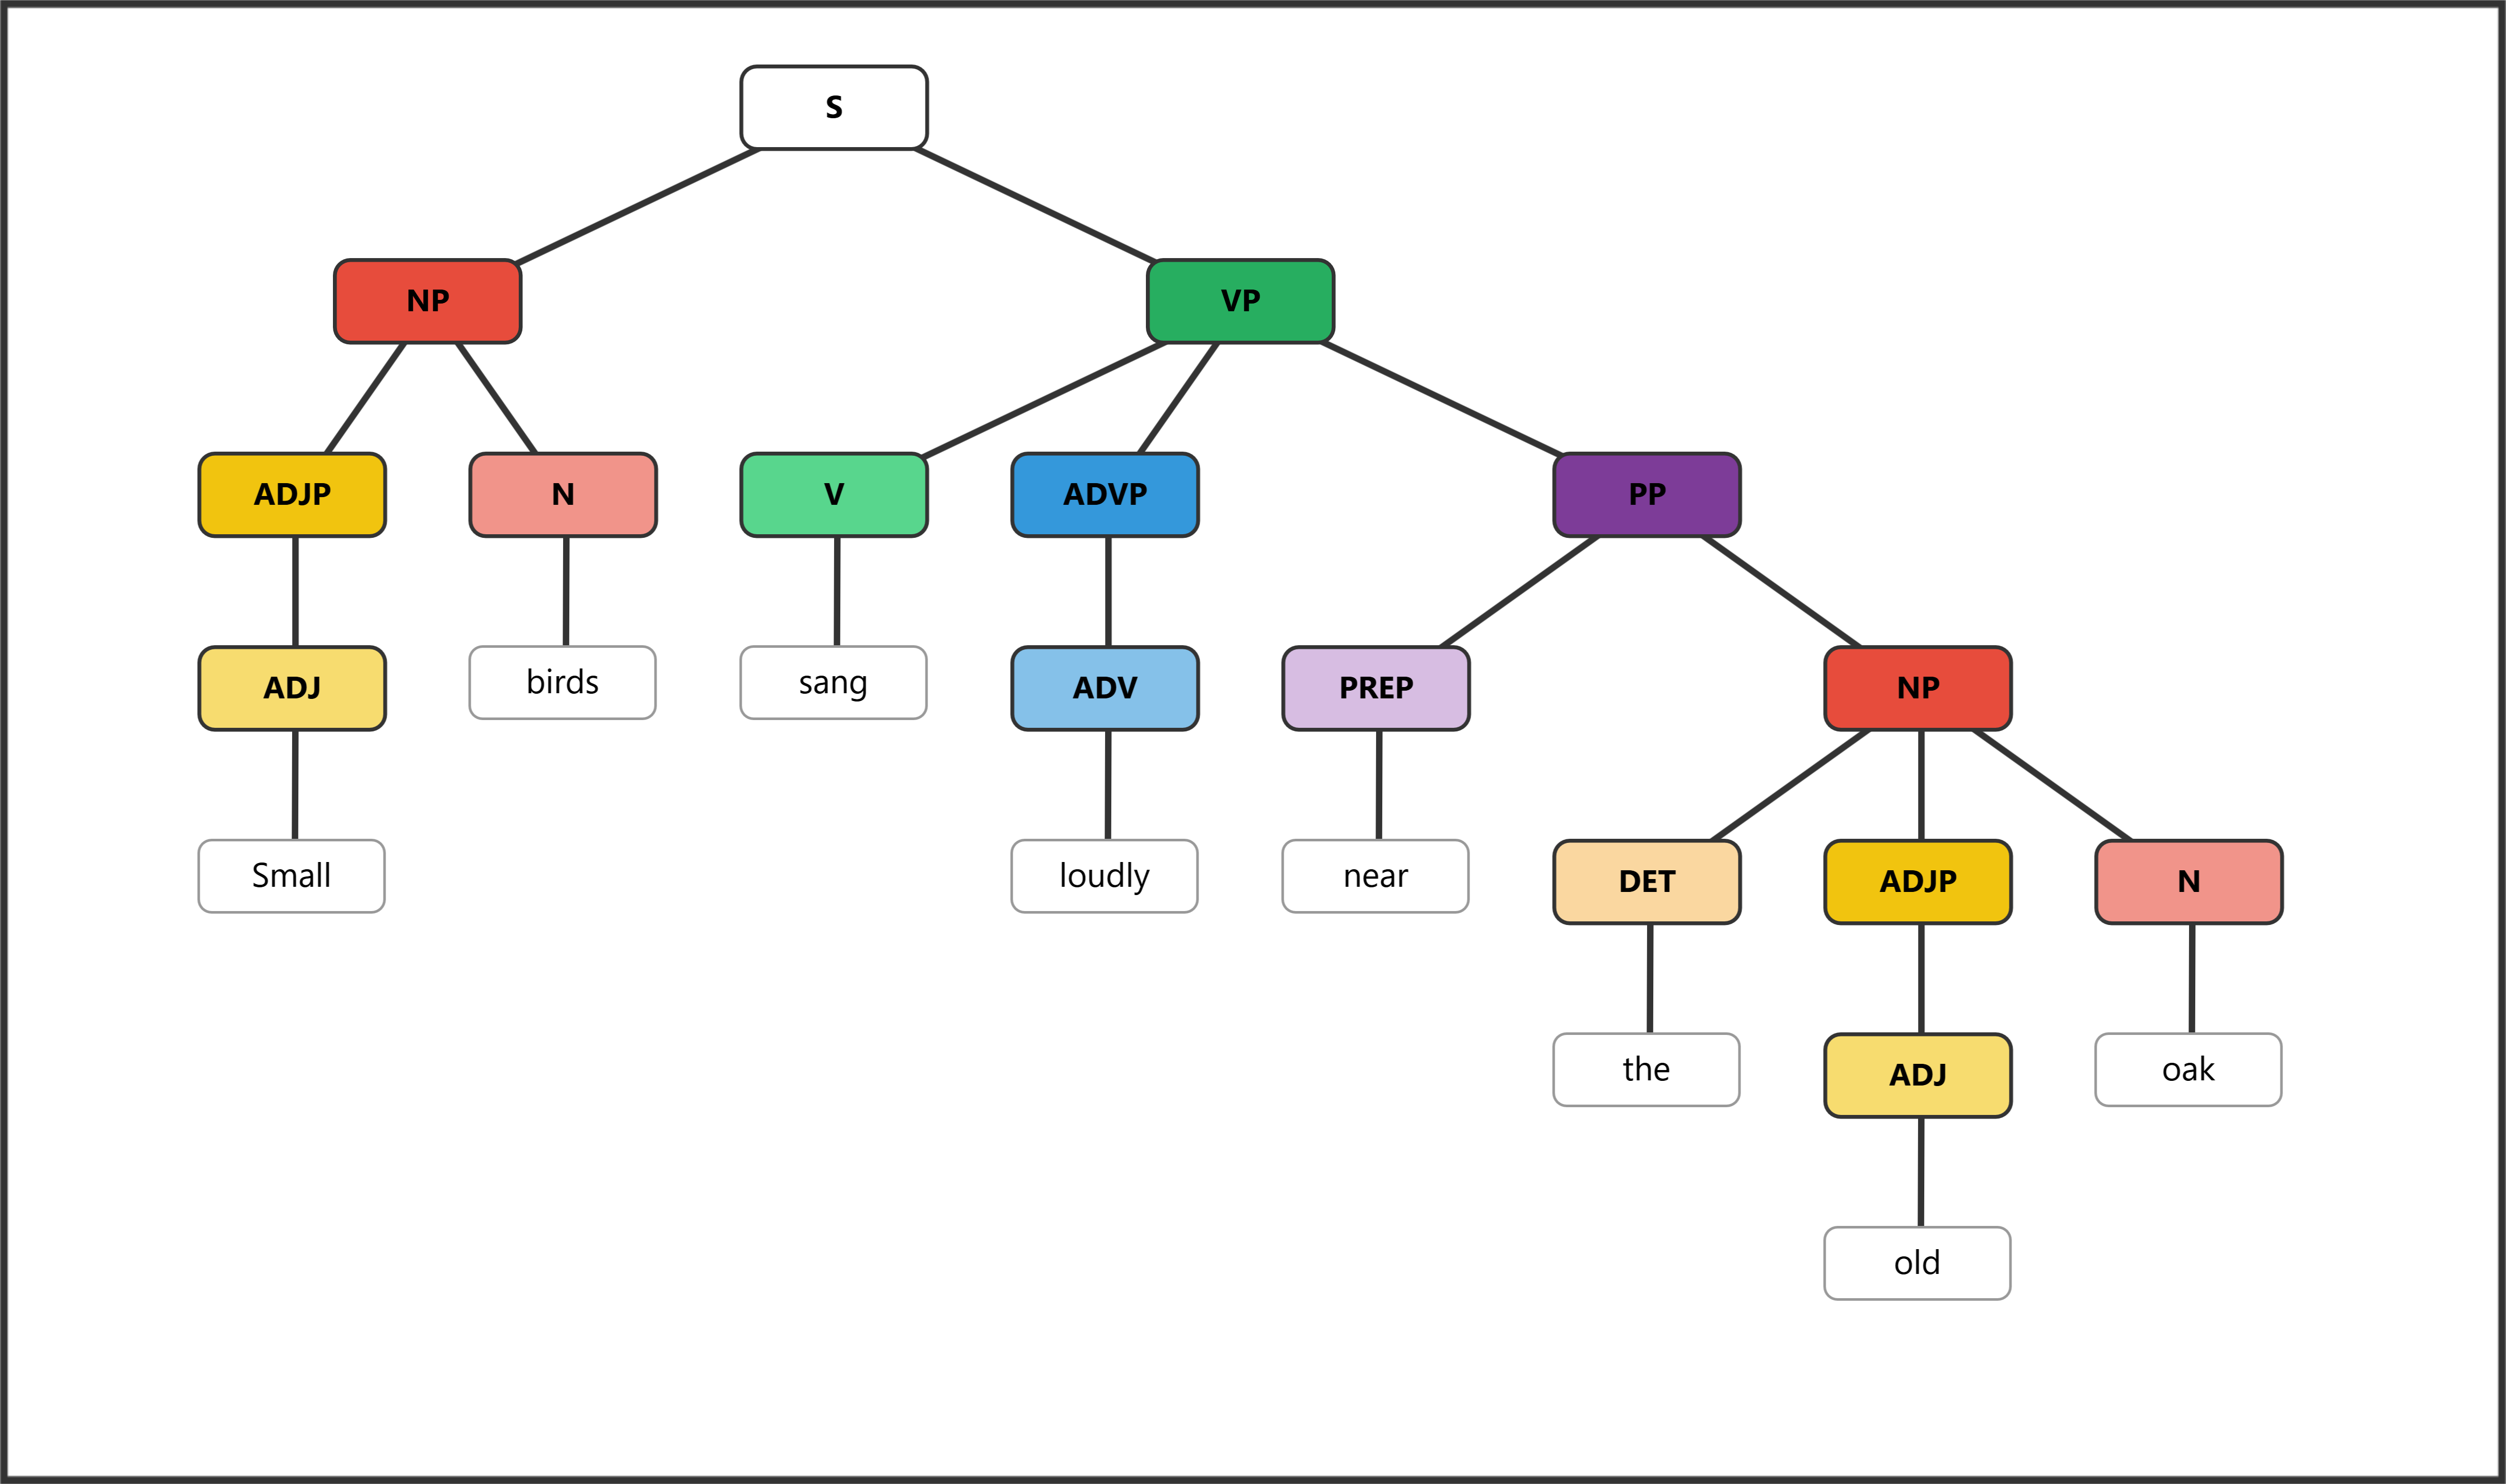 S
NP VP
ADJP N V ADVP PP
ADJ birds sang ADV PREP NP
Small loudly near DET ADJP N
the ADJ oak
old